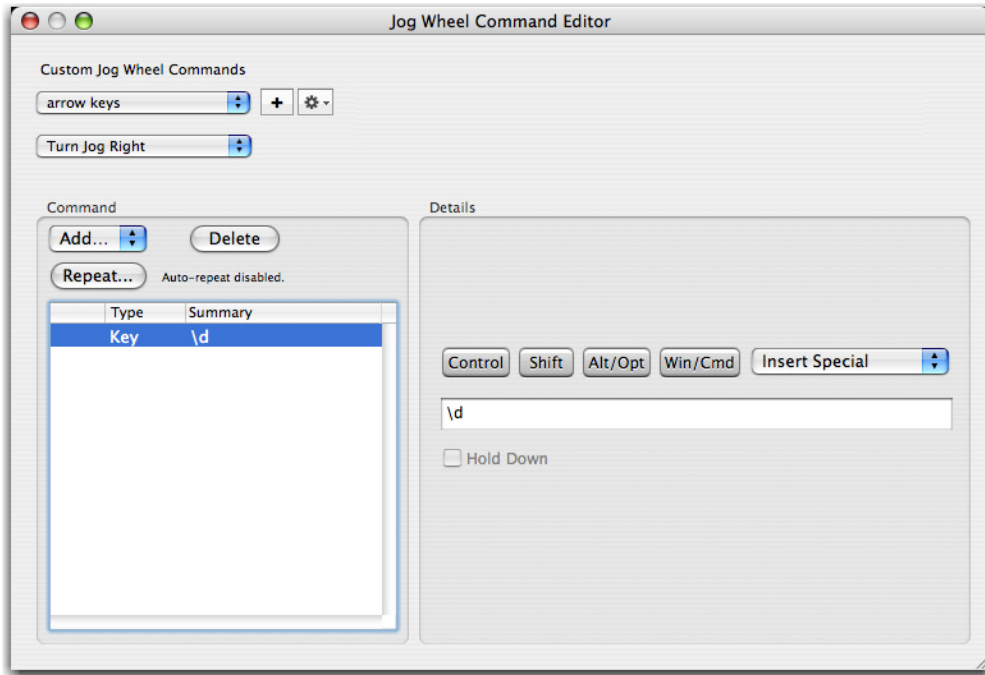 Jog Wheel Command Editor
Custom Jog Wheel Commands
arrow keys
+
Turn Jog Right
Command
Details
Add...
Delete
Repeat...
Auto-repeat disabled.
Type Summary
Key \d
Control Shift Alt/Opt Win/Cmd Insert Special
\d
Hold Down